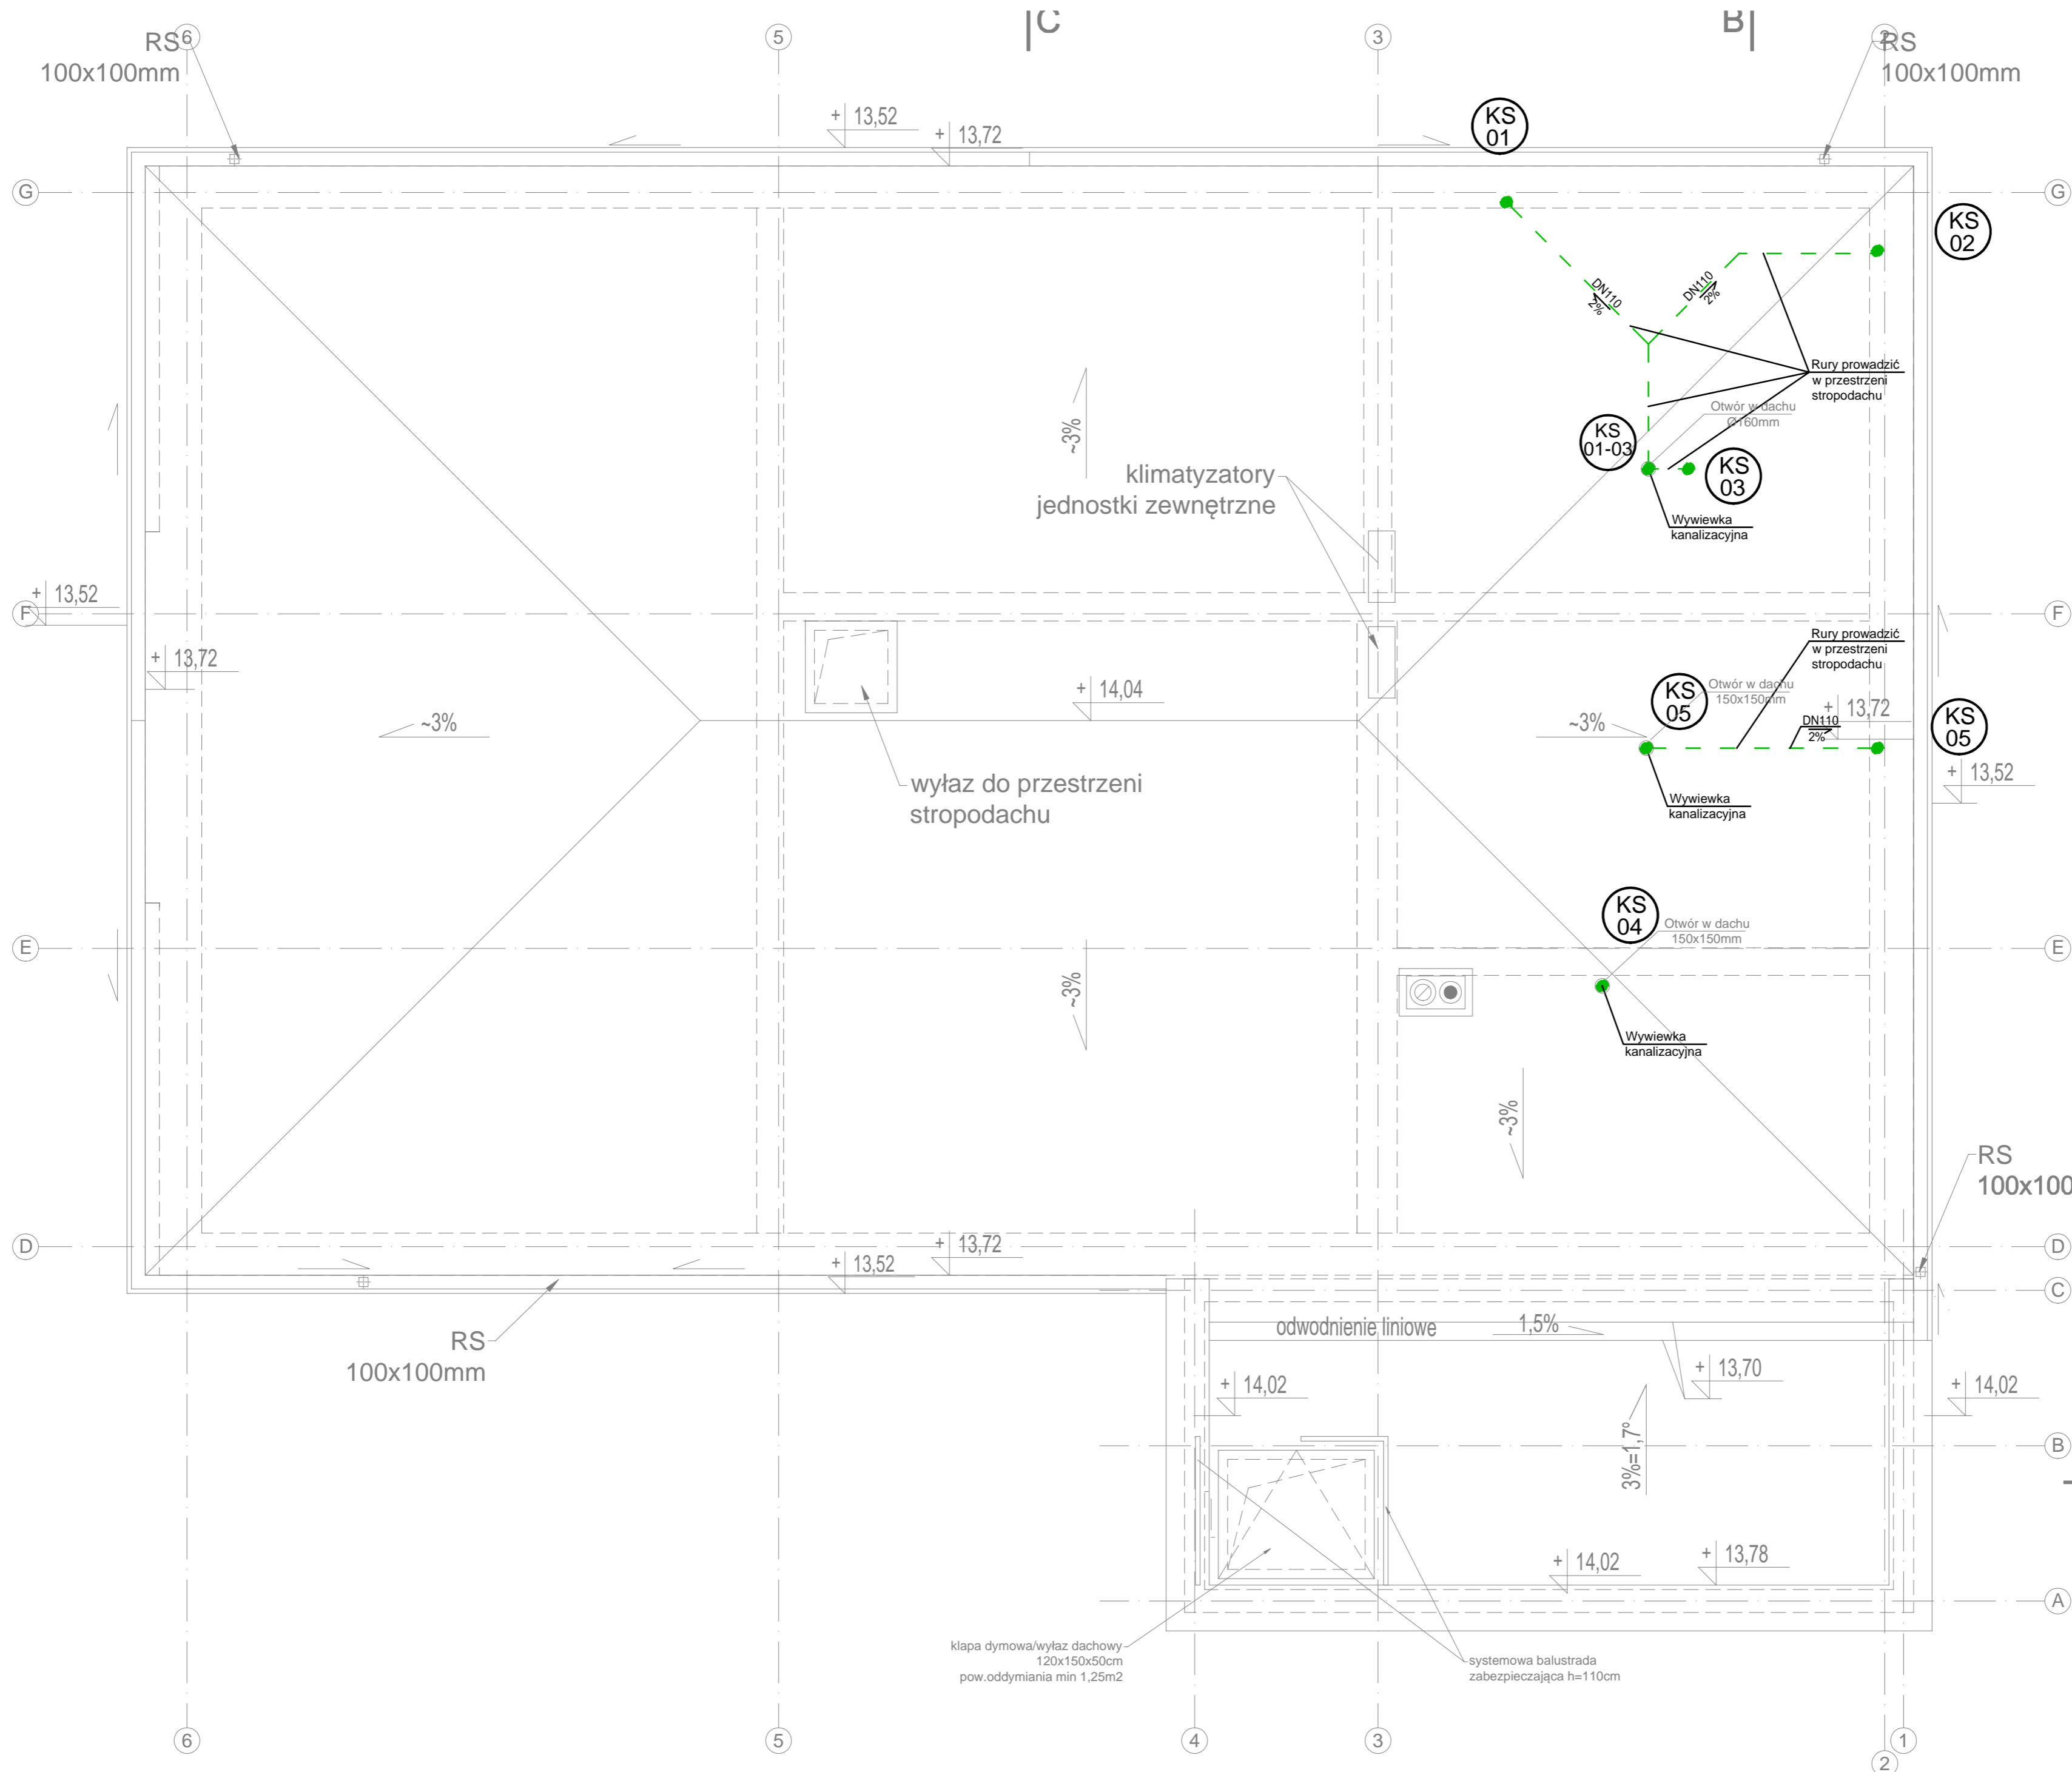 C
B
6
5
3
2
RS
100x100mm
RS
100x100mm
+ 13,52
+ 13,72
KS
01
G
G
KS
02
DN110
2%
DN110
2%
Rury prowadzić
w przestrzeni
stropodachu
Otwór w dachu
Ø160mm
~3%
KS
01-03
KS
03
klimatyzatory
jednostki zewnętrzne
Wywiewka
kanalizacyjna
+ 13,52
F
F
+ 13,72
Rury prowadzić
w przestrzeni
stropodachu
+ 14,04
KS
05
Otwór w dachu
150x150mm
~3%
~3%
DN110
2%
+ 13,72
KS
05
+ 13,52
wyłaz do przestrzeni
stropodachu
Wywiewka
kanalizacyjna
KS
04
Otwór w dachu
150x150mm
E
E
~3%
Wywiewka
kanalizacyjna
~3%
RS
100x100
D
D
+ 13,72
+ 13,52
C
RS
100x100mm
odwodnienie liniowe
1,5%
+ 13,70
+ 14,02
+ 14,02
3%=1,7°
B
+ 14,02
+ 13,78
A
klapa dymowa/wyłaz dachowy
120x150x50cm
pow.oddymiania min 1,25m2
systemowa balustrada
zabezpieczająca h=110cm
6
5
4
3
1
2